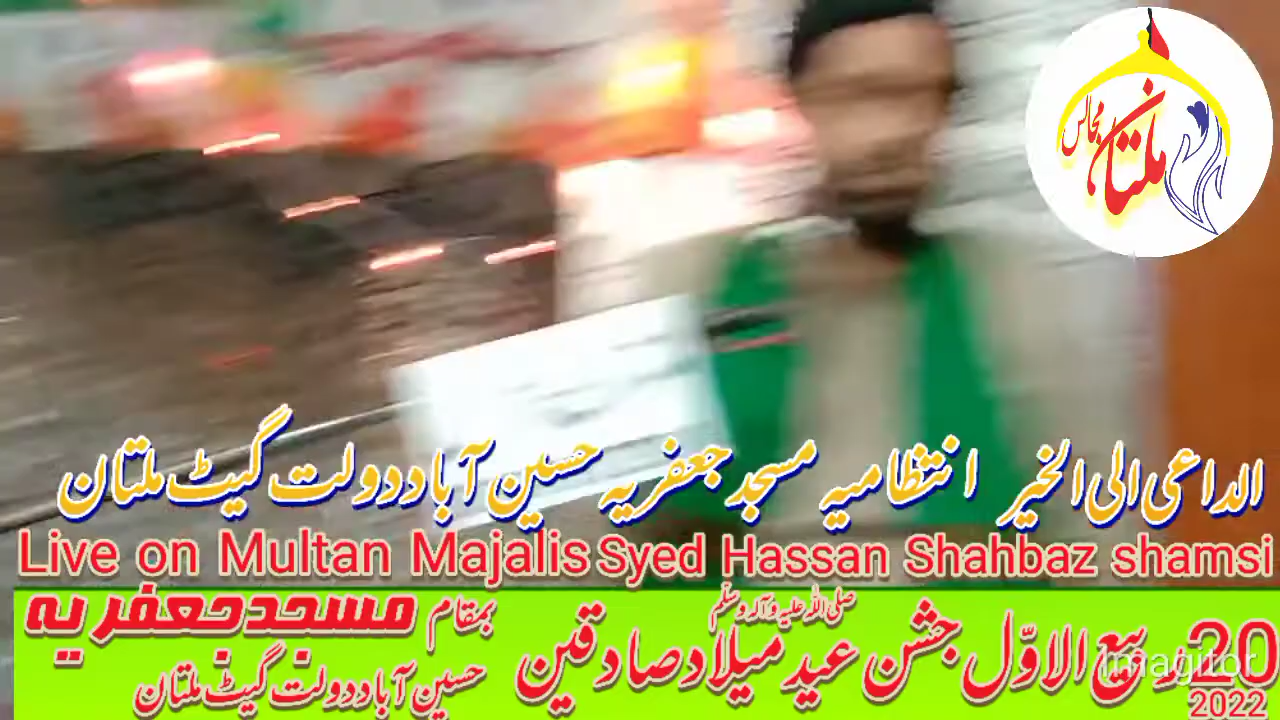 مجالس
ملتان
الداعی الی الخیر انتظامیہ مسجد جعفریہ حسین آباد دولت گیٹ ملتان
Live on Multan Majalis Syed Hassan Shahbaz shamsi
20 ربیع الاوّل جشن عید میلاد صادقین
صلی اللہ علیہ وآلہ وسلم
بمقام مسجد جعفریہ
حسین آباد دولت گیٹ ملتان
2022
Imagitor